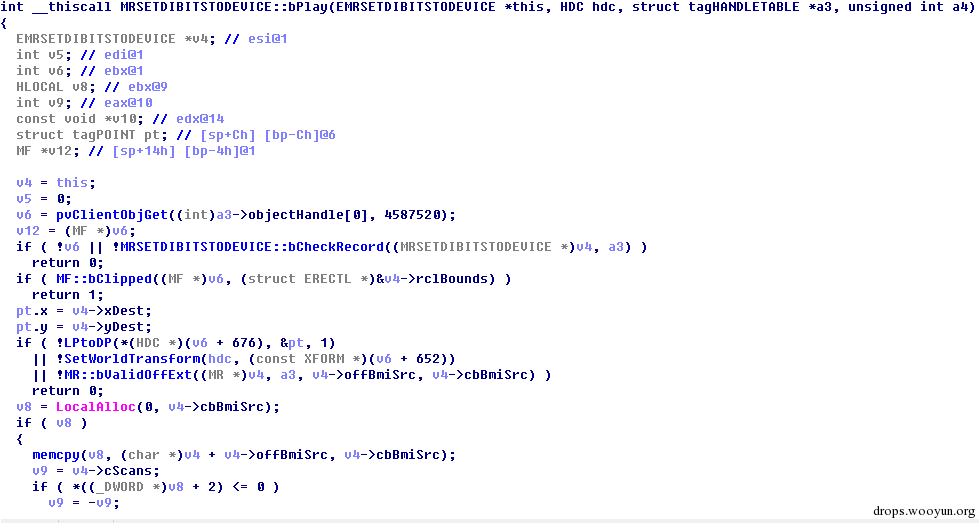 int __thiscall MRSETDIBITSTODEVICE::bPlay(EMRSETDIBITSTODEVICE *this, HDC hdc, struct tagHANDLETABLE *a3, unsigned int a4)
{
EMRSETDIBITSTODEVICE *v4; // esi@1
int v5; // edi@1
int v6; // ebx@1
HLOCAL v8; // ebx@9
int v9; // eax@10
const void *v10; // edx@14
struct tagPOINT pt; // [sp+Ch] [bp-Ch]@6
MF *v12; // [sp+14h] [bp-4h]@1
v4 = this;
v5 = 0;
v6 = pvClientObjGet((int)a3->objectHandle[0], 4587520);
v12 = (MF *)v6;
if ( !v6 || !MRSETDIBITSTODEVICE::bCheckRecord((MRSETDIBITSTODEVICE *)v4, a3) )
return 0;
if ( MF::bClipped((MF *)v6, (struct ERECTL *)&v4->rclBounds) )
return 1;
pt.x = v4->xDest;
pt.y = v4->yDest;
if ( !LPtoDP(*(HDC *)(v6 + 676), &pt, 1)
|| !SetWorldTransform(hdc, (const XFORM *)(v6 + 652))
|| !MR::bValidOffExt((MR *)v4, a3, v4->offBmiSrc, v4->cbBmiSrc) )
return 0;
v8 = LocalAlloc(0, v4->cbBmiSrc);
if ( v8 )
{
memcpy(v8, (char *)v4 + v4->offBmiSrc, v4->cbBmiSrc);
v9 = v4->cScans;
if ( *((_DWORD *)v8 + 2) <= 0 )
v9 = -v9;
drops.wooyun.org